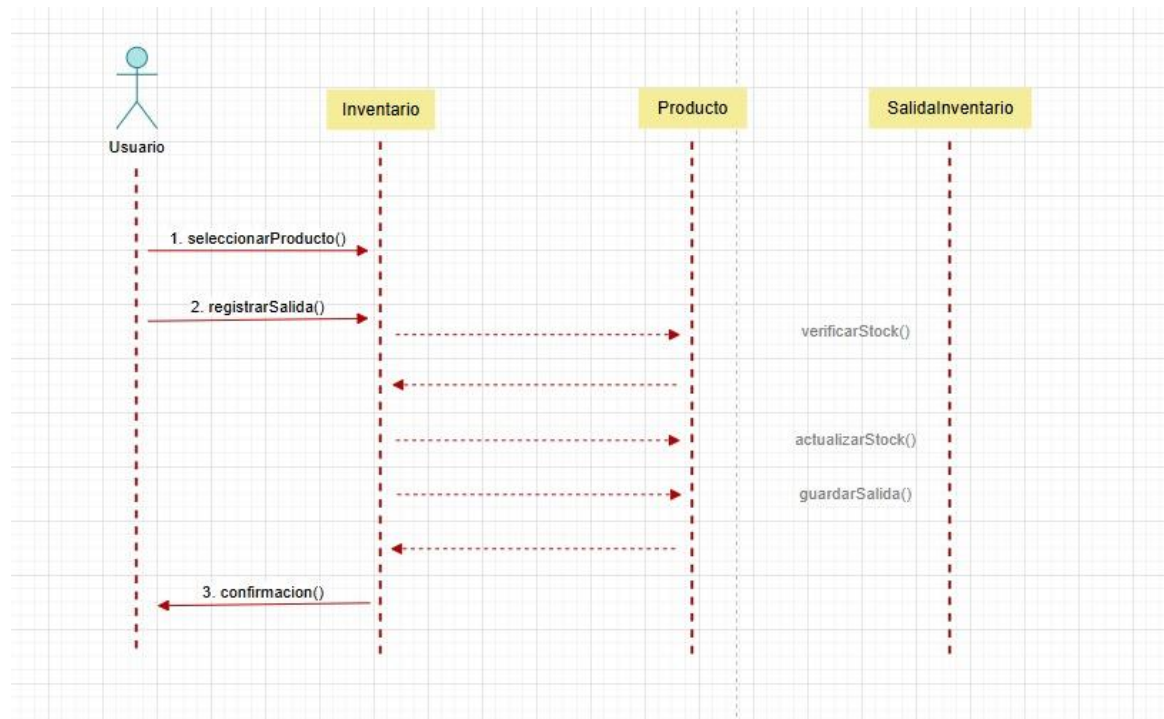 Inventario
Producto
SalidaInventario
Usuario
1. seleccionarProducto()
2. registrarSalida()
verificarStock()
actualizarStock()
guardarSalida()
3. confirmacion()